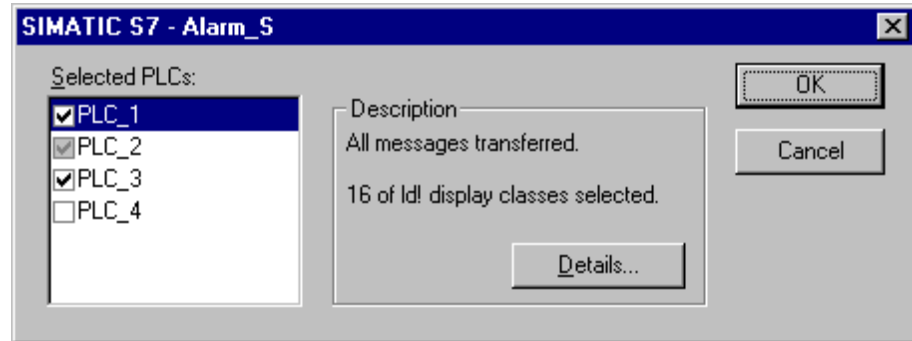 SIMATIC S7 - Alarm_S
Selected PLCs:
PLC_1
PLC_2
PLC_3
PLC_4
Description
All messages transferred.
16 of ld! display classes selected.
Details...
OK
Cancel